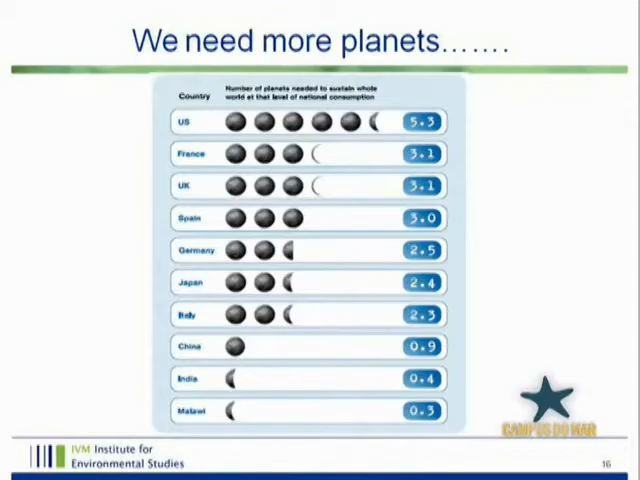 We need more planets.......
Country
Number of planets needed to sustain whole
world at that level of national consumption
US 5.3
France 3.1
UK 3.1
Spain 3.0
Germany 2.5
Japan 2.4
Italy 2.3
China 0.9
India 0.4
Malawi 0.3
CAMPUS DO MAR
IVM Institute for
Environmental Studies
16